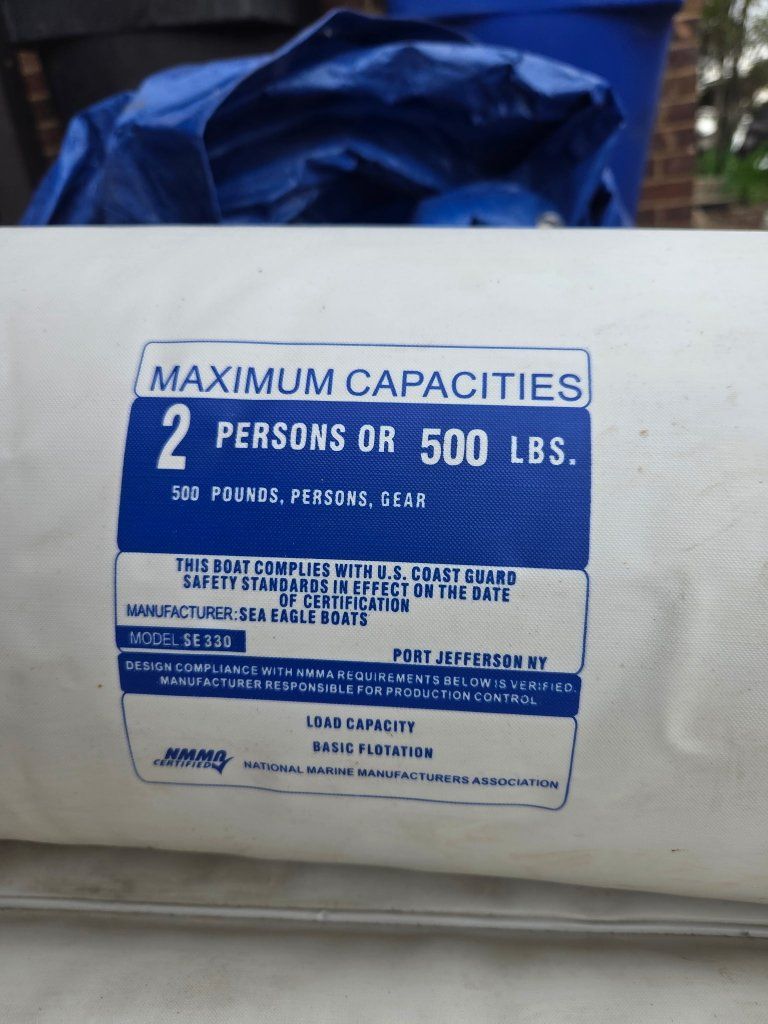 MAXIMUM CAPACITIES
2 PERSONS OR 500 LBS.
500 POUNDS, PERSONS, GEAR
THIS BOAT COMPLIES WITH U.S. COAST GUARD
SAFETY STANDARDS IN EFFECT ON THE DATE
OF CERTIFICATION
MANUFACTURER: SEA EAGLE BOATS
MODEL SE 330
PORT JEFFERSON NY
DESIGN COMPLIANCE WITH NMMA REQUIREMENTS BELOW IS VERIFIED.
MANUFACTURER RESPONSIBLE FOR PRODUCTION CONTROL
LOAD CAPACITY
BASIC FLOTATION
NMMA
CERTIFIED
NATIONAL MARINE MANUFACTURERS ASSOCIATION